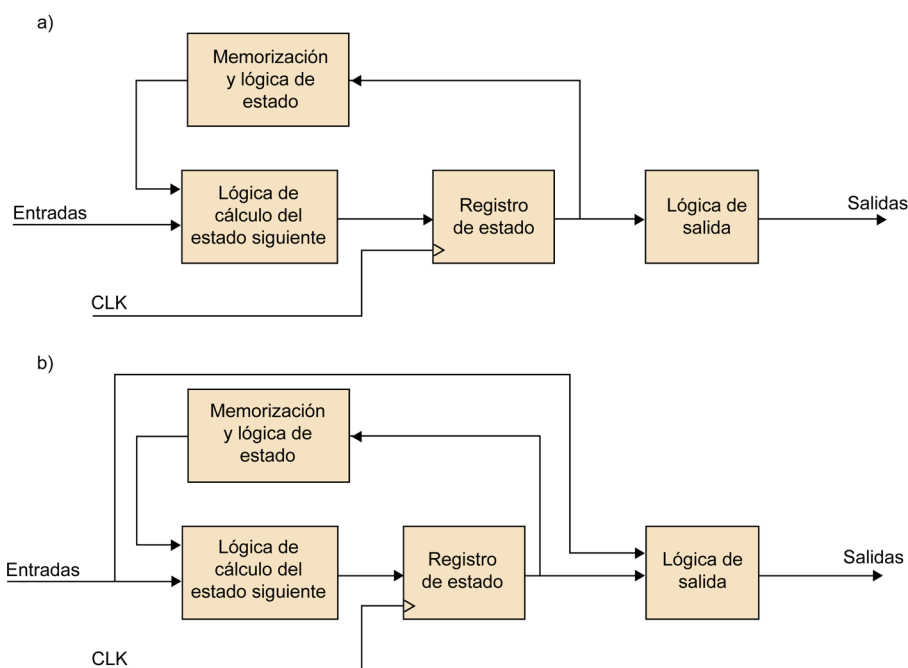 a)
Memorización
y lógica de
estado
Entradas
Lógica de
cálculo del
estado siguiente
Registro
de estado
Lógica de
salida
Salidas
CLK
b)
Memorización
y lógica de
estado
Entradas
Lógica de
cálculo del
estado siguiente
Registro
de estado
Lógica de
salida
Salidas
CLK